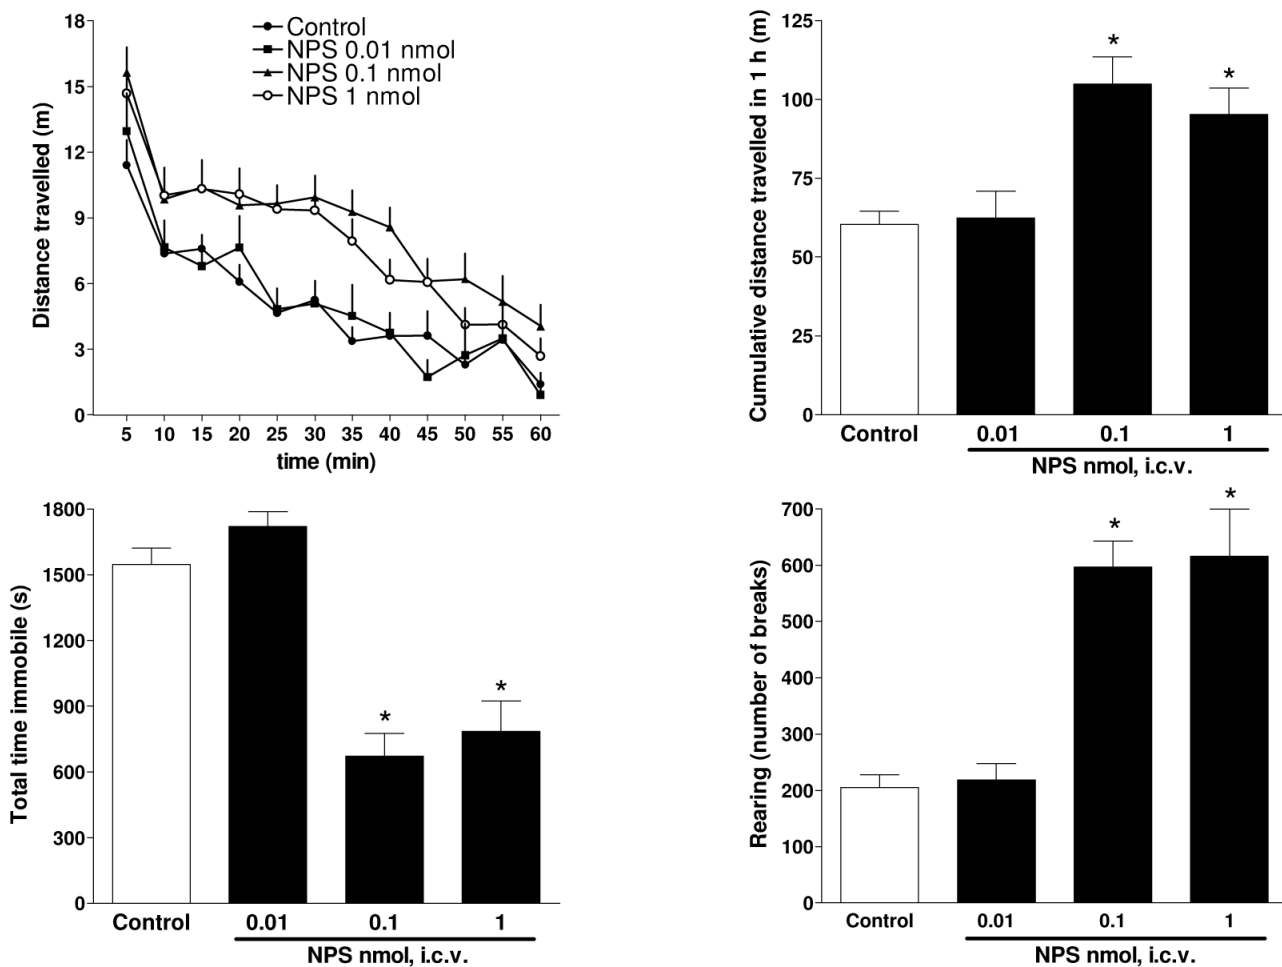 18
15
12
9
6
3
0
Distance travelled (m)
Control
NPS 0.01 nmol
NPS 0.1 nmol
NPS 1 nmol
5 10 15 20 25 30 35 40 45 50 55 60
time (min)
125
100
75
50
25
0
Cumulative distance travelled in 1 h (m)
* *
Control 0.01 0.1 1
NPS nmol, i.c.v.
1800
1500
1200
900
600
300
0
Total time immobile (s)
* *
Control 0.01 0.1 1
NPS nmol, i.c.v.
700
600
500
400
300
200
100
0
Rearing (number of breaks)
* *
Control 0.01 0.1 1
NPS nmol, i.c.v.